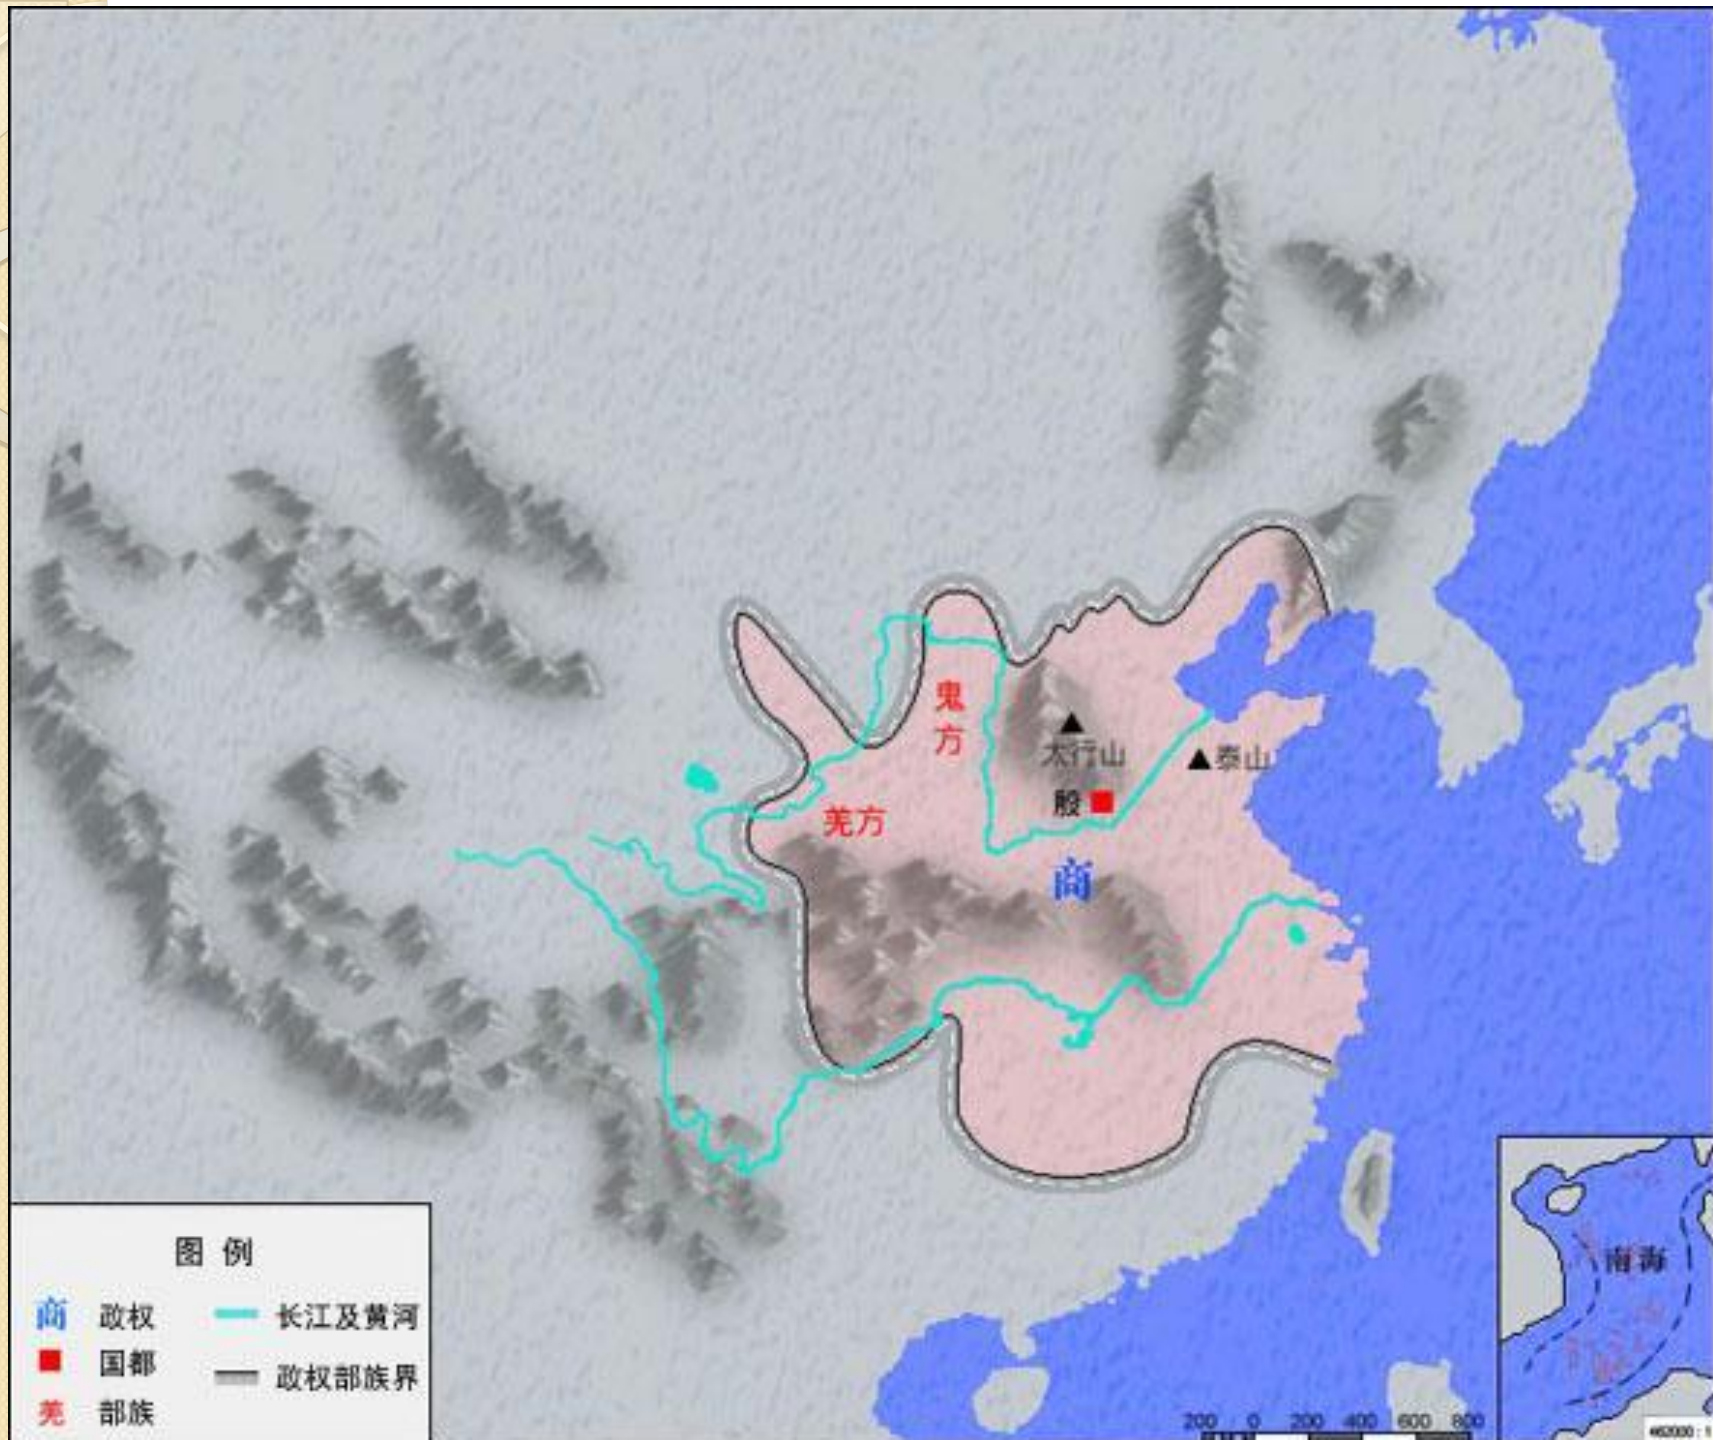 鬼
方
太行山
泰山
殷
羌方
商
南海
图 例
商 政权
长江及黄河
国都
政权部族界
羌 部族
200 0 200 400 600 800